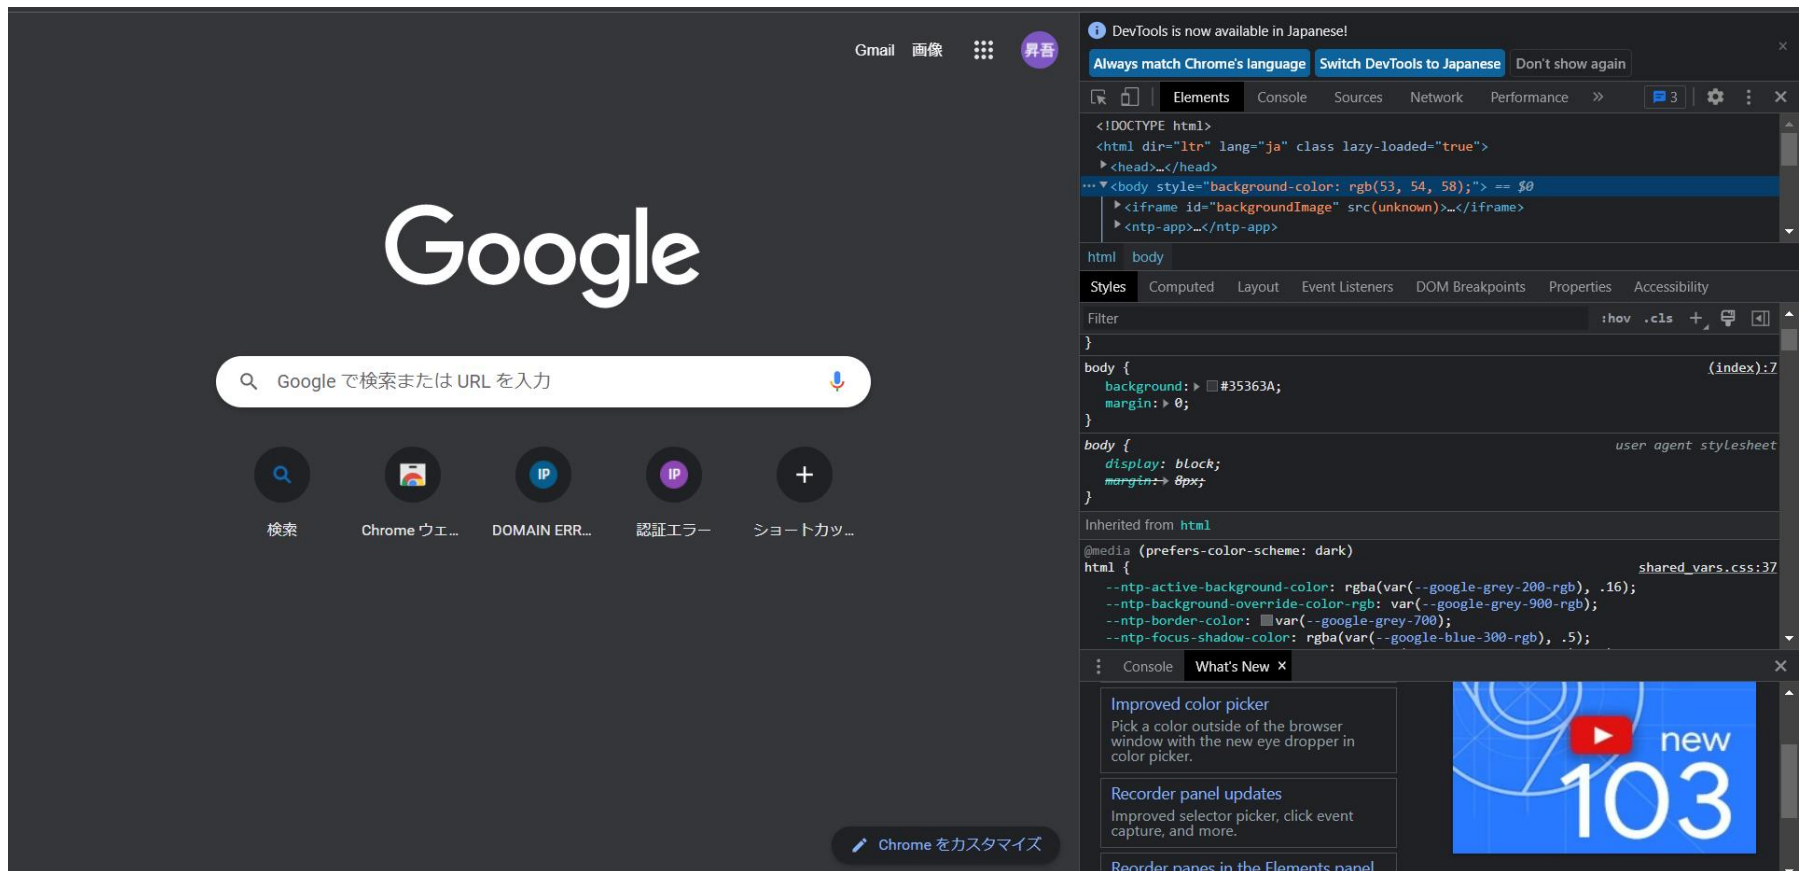 Gmail 画像 昇吾
Google
Google で検索または URL を入力
IP
IP
検索
Chrome ウェ...
DOMAIN ERR...
認証エラー
ショートカッ...
Chrome をカスタマイズ
DevTools is now available in Japanese!
Always match Chrome's language Switch DevTools to Japanese Don't show again
Elements Console Sources Network Performance » 3
<!DOCTYPE html>
<html dir="ltr" lang="ja" class lazy-loaded="true">
<head>…</head>
<body style="background-color: rgb(53, 54, 58);"> == $0
<iframe id="backgroundImage" src(unknown)>…</iframe>
<ntp-app>…</ntp-app>
html body
Styles Computed Layout Event Listeners DOM Breakpoints Properties Accessibility
Filter :hov .cls
}
body { (index):7
background: #35363A;
margin: 0;
}
body { user agent stylesheet
display: block;
margin: 8px;
}
Inherited from html
@media (prefers-color-scheme: dark)
html { shared_vars.css:37
--ntp-active-background-color: rgba(var(--google-grey-200-rgb), .16);
--ntp-background-override-color-rgb: var(--google-grey-900-rgb);
--ntp-border-color: var(--google-grey-700);
--ntp-focus-shadow-color: rgba(var(--google-blue-300-rgb), .5);
Console What's New
Improved color picker
Pick a color outside of the browser
window with the new eye dropper in
color picker.
Recorder panel updates
Improved selector picker, click event
capture, and more.
Reorder panes in the Elements panel
new
103